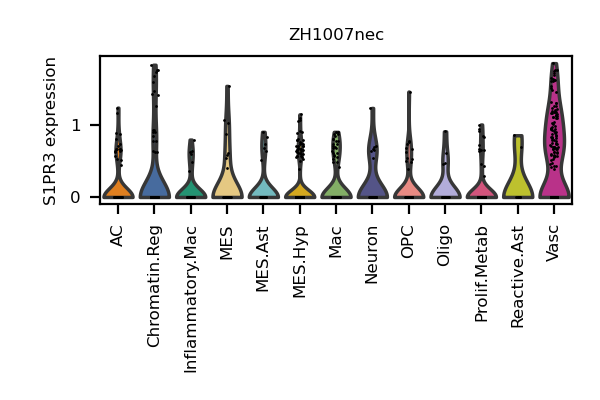 ZH1007nec
S1PR3 expression
1
0
AC
Chromatin.Reg
Inflammatory.Mac
MES
MES.Ast
MES.Hyp
Mac
Neuron
OPC
Oligo
Prolif.Metab
Reactive.Ast
Vasc